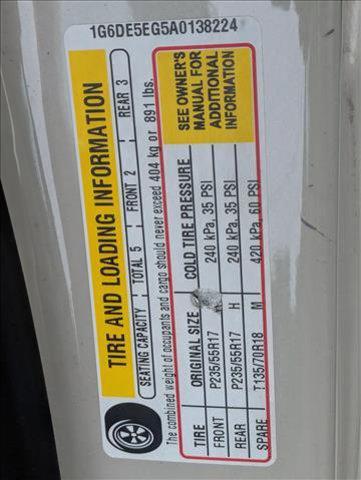 1G6DE5EG5A0138224
TIRE AND LOADING INFORMATION
SEATING CAPACITY TOTAL 5 FRONT 2 REAR 3
The combined weight of occupants and cargo should never exceed 404 kg or 891 lbs.
TIRE ORIGINAL SIZE COLD TIRE PRESSURE
FRONT P235/55R17 H 240 kPa, 35 PSI
REAR P235/55R17 H 240 kPa, 35 PSI
SPARE T135/70R18 M 420 kPa, 60 PSI
SEE OWNER'S
MANUAL FOR
ADDITIONAL
INFORMATION